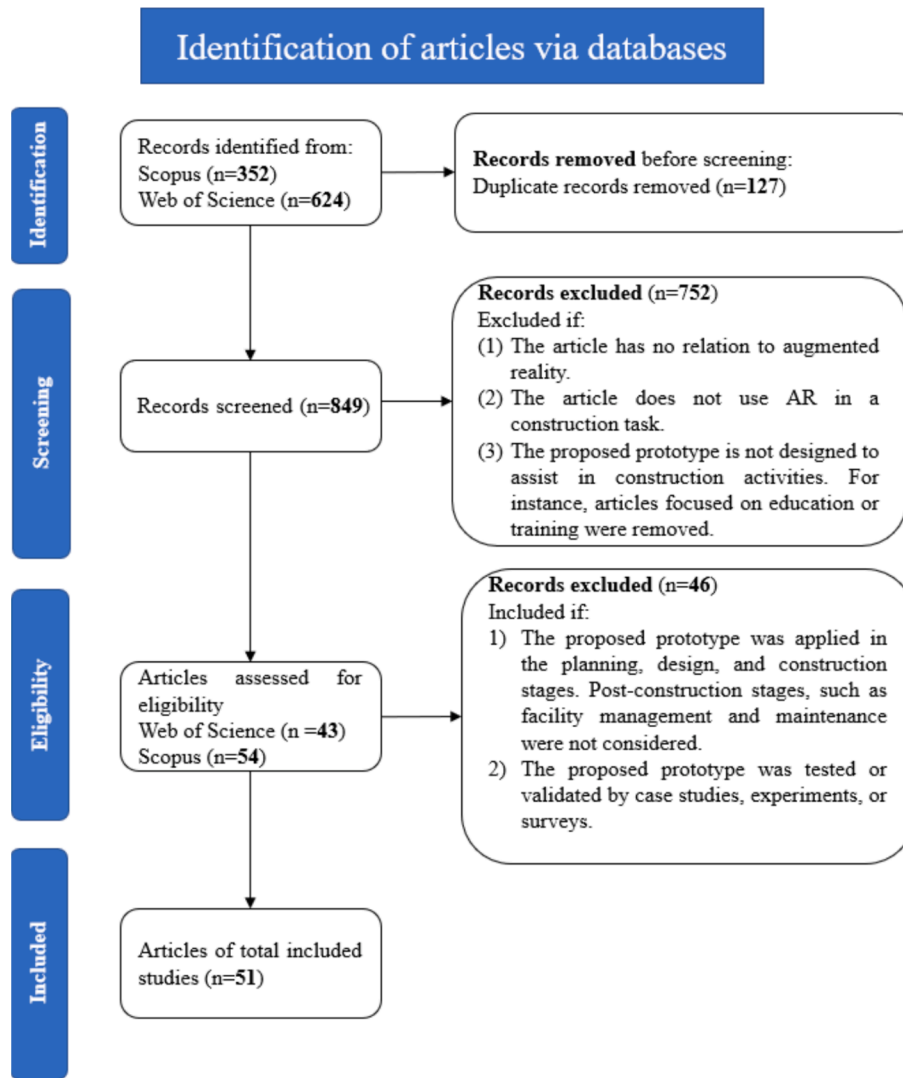 Identification of articles via databases
Identification
Records identified from:
Scopus (n=352)
Web of Science (n=624)
Records removed before screening:
Duplicate records removed (n=127)
Screening
Records screened (n=849)
Records excluded (n=752)
Excluded if:
(1) The article has no relation to augmented
reality.
(2) The article does not use AR in a
construction task.
(3) The proposed prototype is not designed to
assist in construction activities. For
instance, articles focused on education or
training were removed.
Eligibility
Articles assessed for
eligibility
Web of Science (n =43)
Scopus (n=54)
Records excluded (n=46)
Included if:
1) The proposed prototype was applied in
the planning, design, and construction
stages. Post-construction stages, such as
facility management and maintenance
were not considered.
2) The proposed prototype was tested or
validated by case studies, experiments, or
surveys.
Included
Articles of total included
studies (n=51)